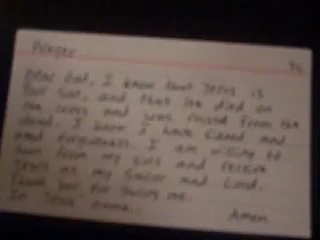 Prayer
Dear God, I know that Jesus is
and that He died on
the cross and was raised from the
dead. I know I have sinned and
need forgiveness. I am willing to
turn from my sins and receive
Jesus as my Savior and Lord.
Thank you for saving me.
In Jesus name..
Amen